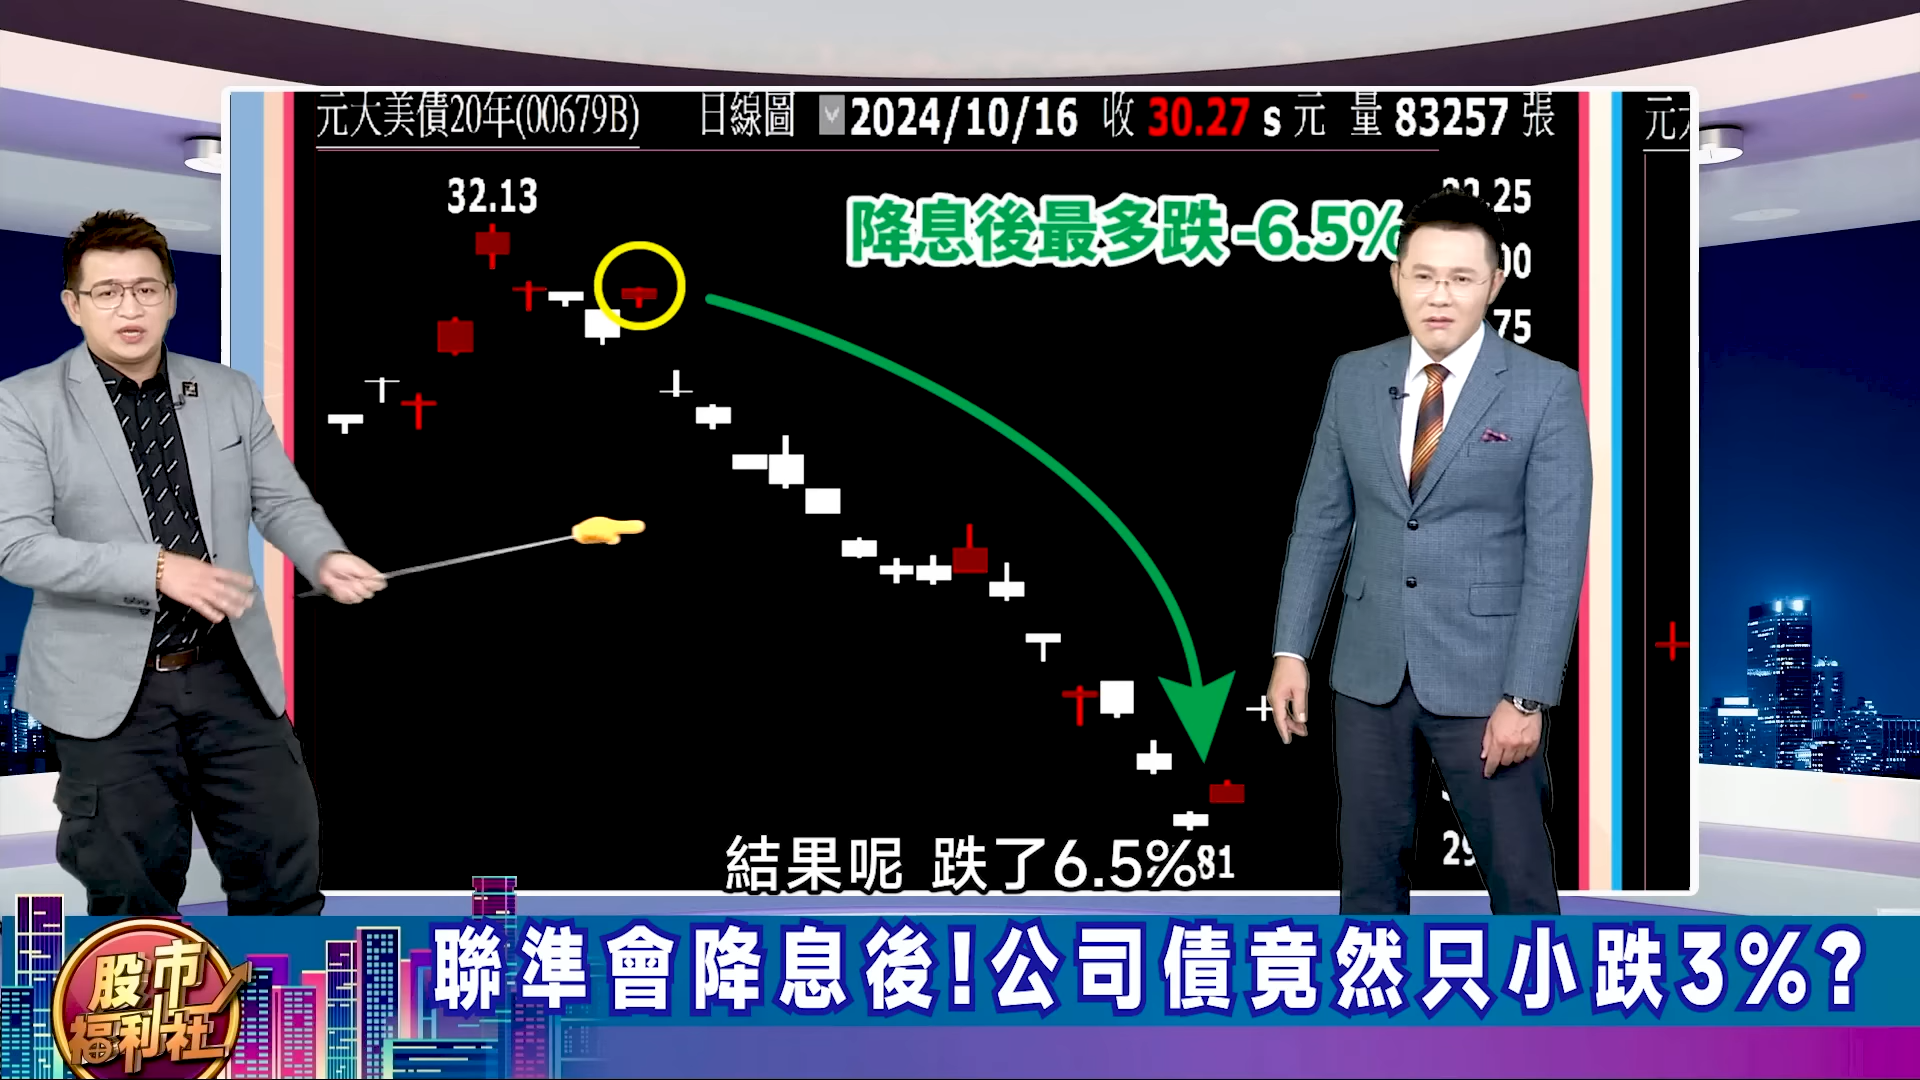 元大美債20年(00679B) 日線圖 2024/10/16 收 30.27 s 元 量 83257 張
32.13
降息後最多跌-6.5%
結果呢 跌了6.5%
81
聯準會降息後!公司債竟然只小跌3%?
股市
福利社